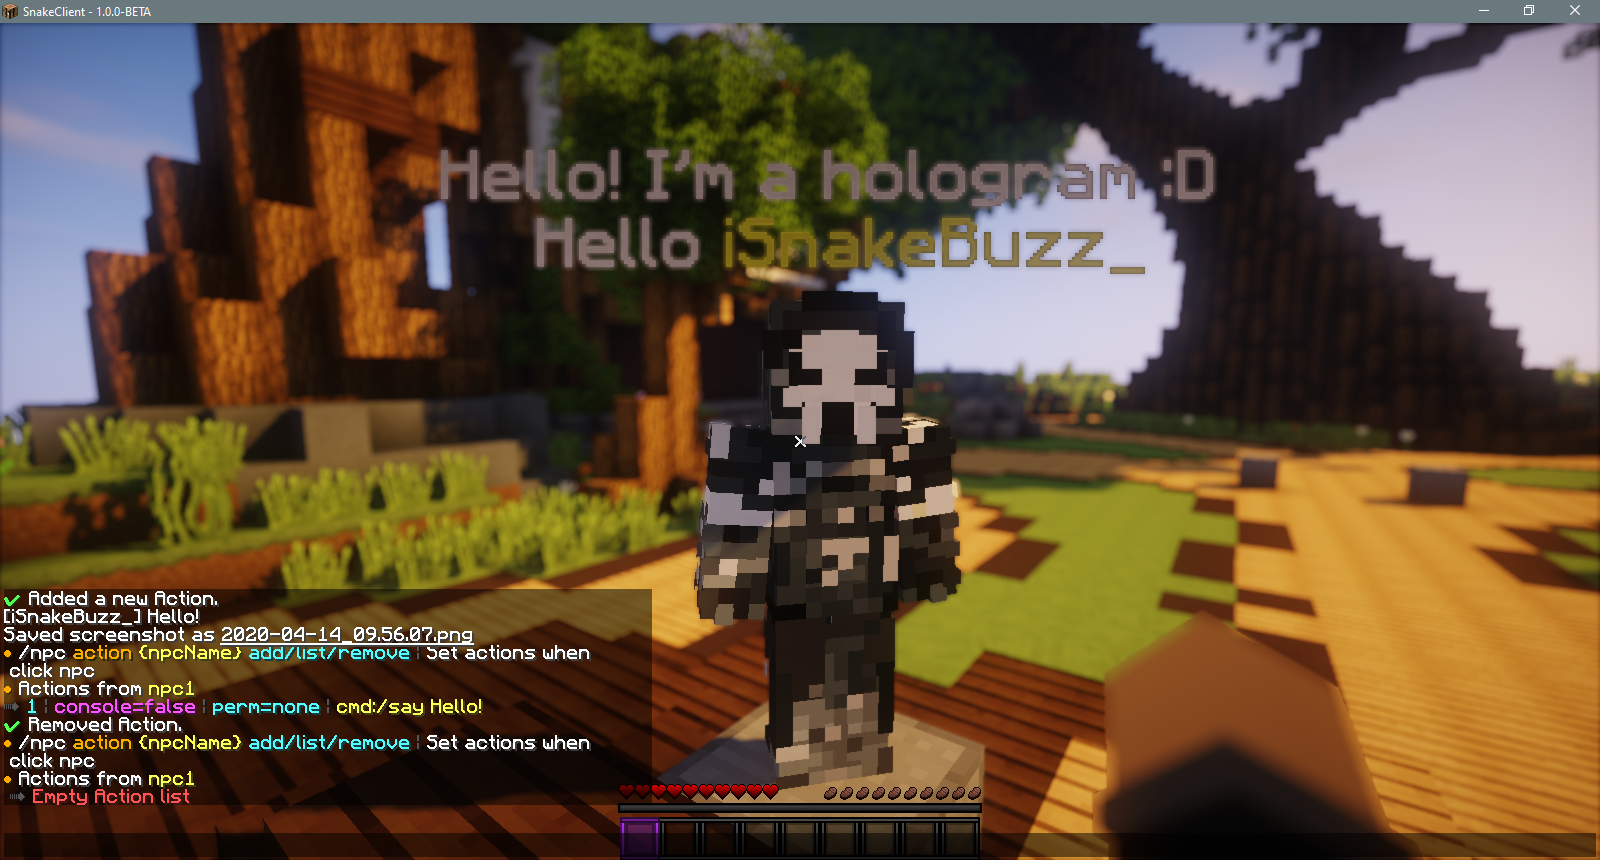 SnakeClient - 1.0.0-BETA
Hello! I'm a hologram :D
Hello iSnakeBuzz_
✔ Added a new Action.
[iSnakeBuzz_] Hello!
Saved screenshot as 2020-04-14_09.56.07.png
● /npc action {npcName} add/list/remove ¦ Set actions when
click npc
● Actions from npc1
➠ 1 ¦ console=false ¦ perm=none ¦ cmd:/say Hello!
✔ Removed Action.
● /npc action {npcName} add/list/remove ¦ Set actions when
click npc
● Actions from npc1
➠ Empty Action list